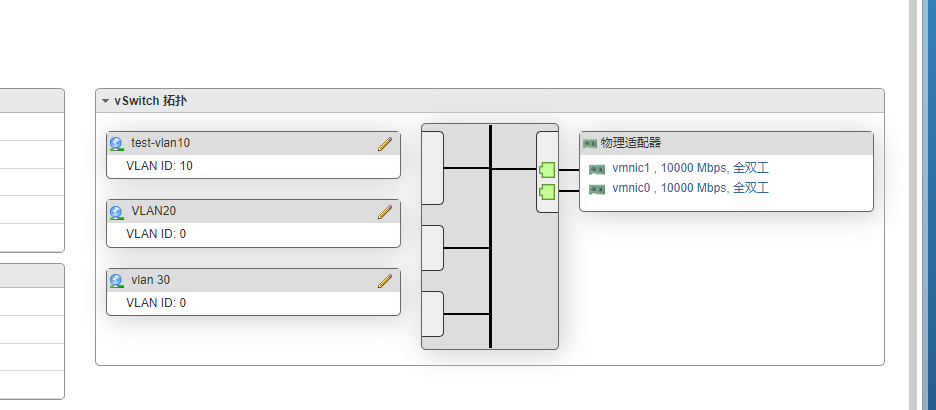 vSwitch 拓扑
test-vlan10
VLAN ID: 10
VLAN20
VLAN ID: 0
vlan 30
VLAN ID: 0
物理适配器
vmnic1 , 10000 Mbps, 全双工
vmnic0 , 10000 Mbps, 全双工